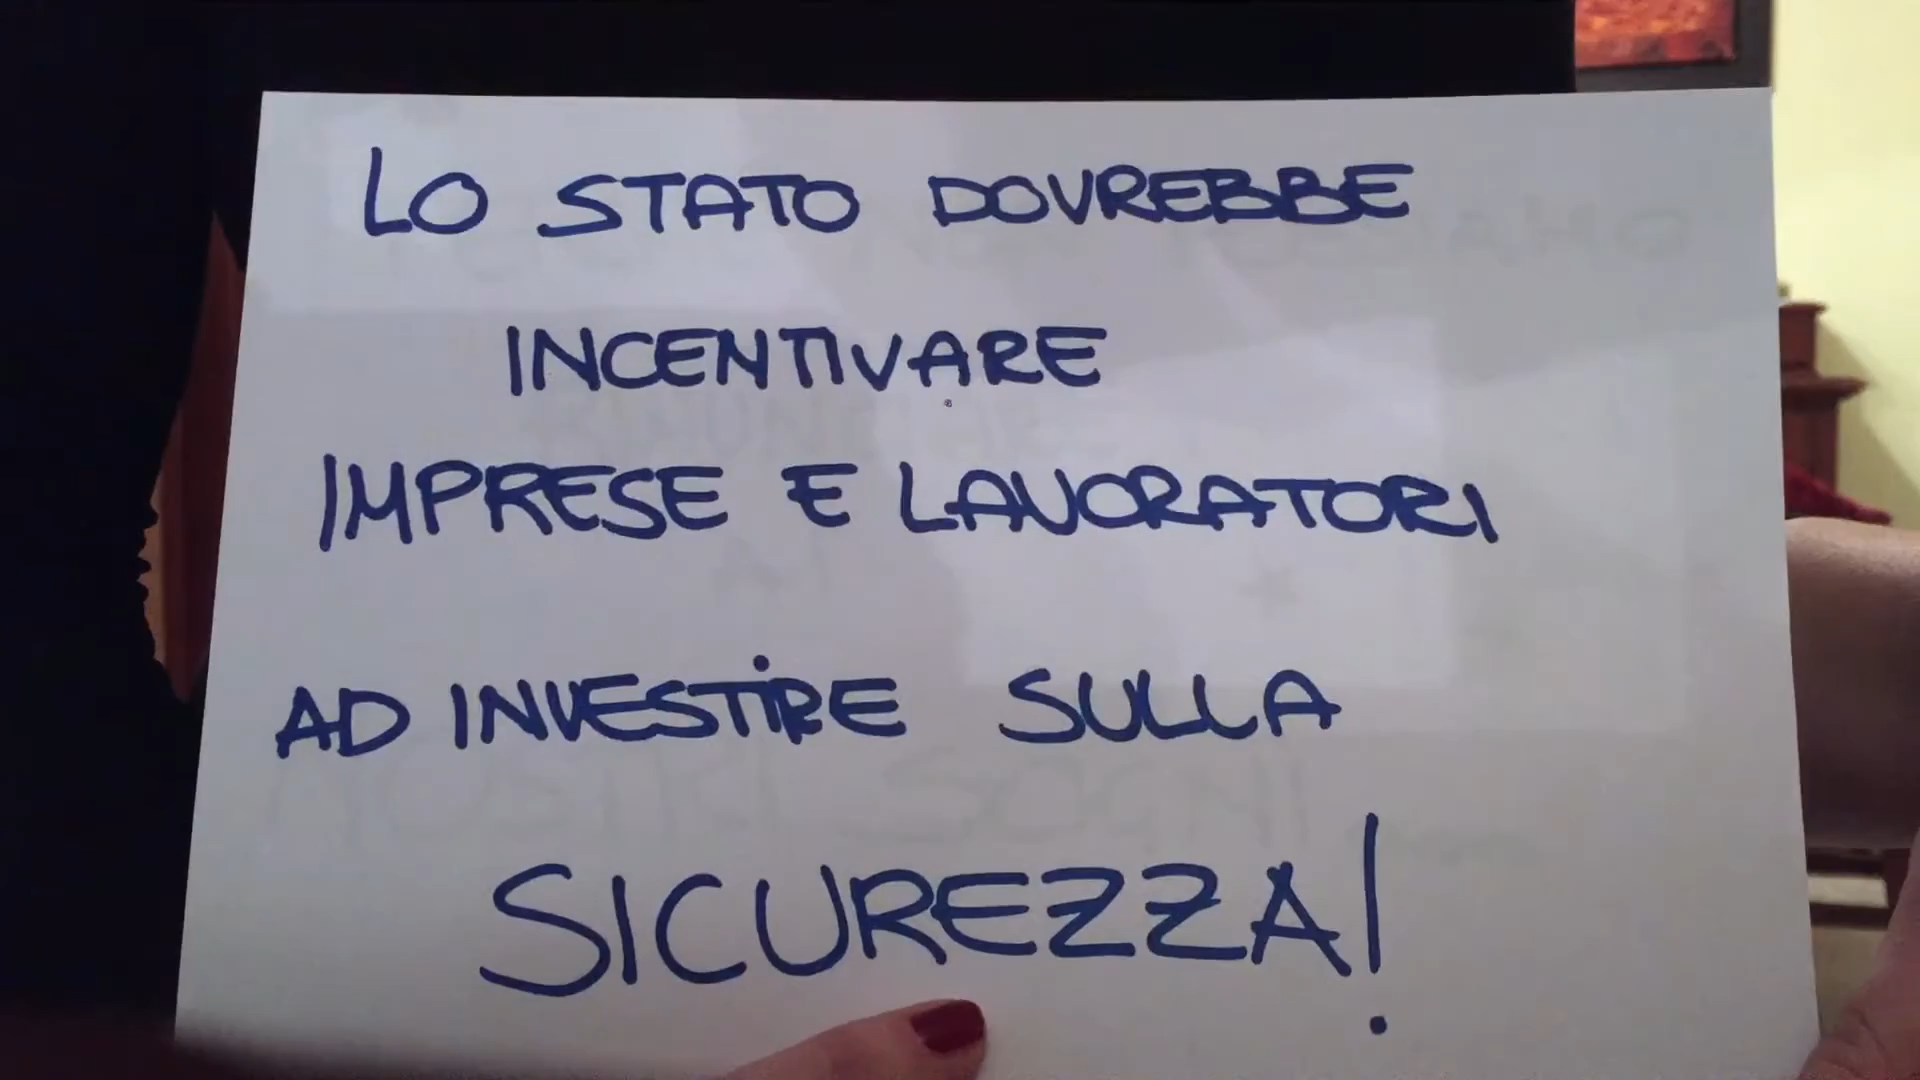 LO STATO DOVREBBE
INCENTIVARE
IMPRESE E LAVORATORI
AD INVESTIRE SULLA
SICUREZZA!